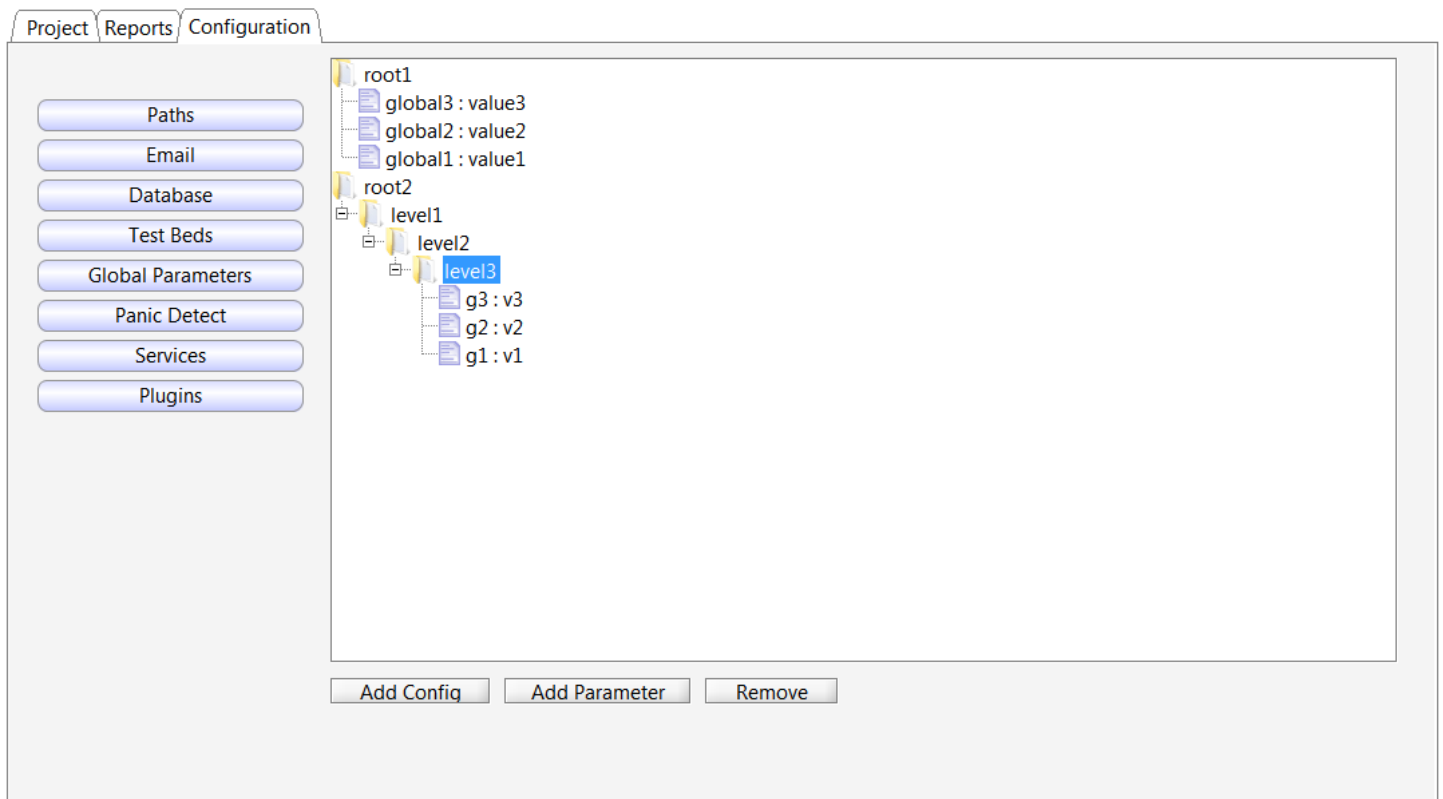 Project Reports Configuration
Paths
Email
Database
Test Beds
Global Parameters
Panic Detect
Services
Plugins
root1
global3 : value3
global2 : value2
global1 : value1
root2
level1
level2
level3
g3 : v3
g2 : v2
g1 : v1
Add Config Add Parameter Remove